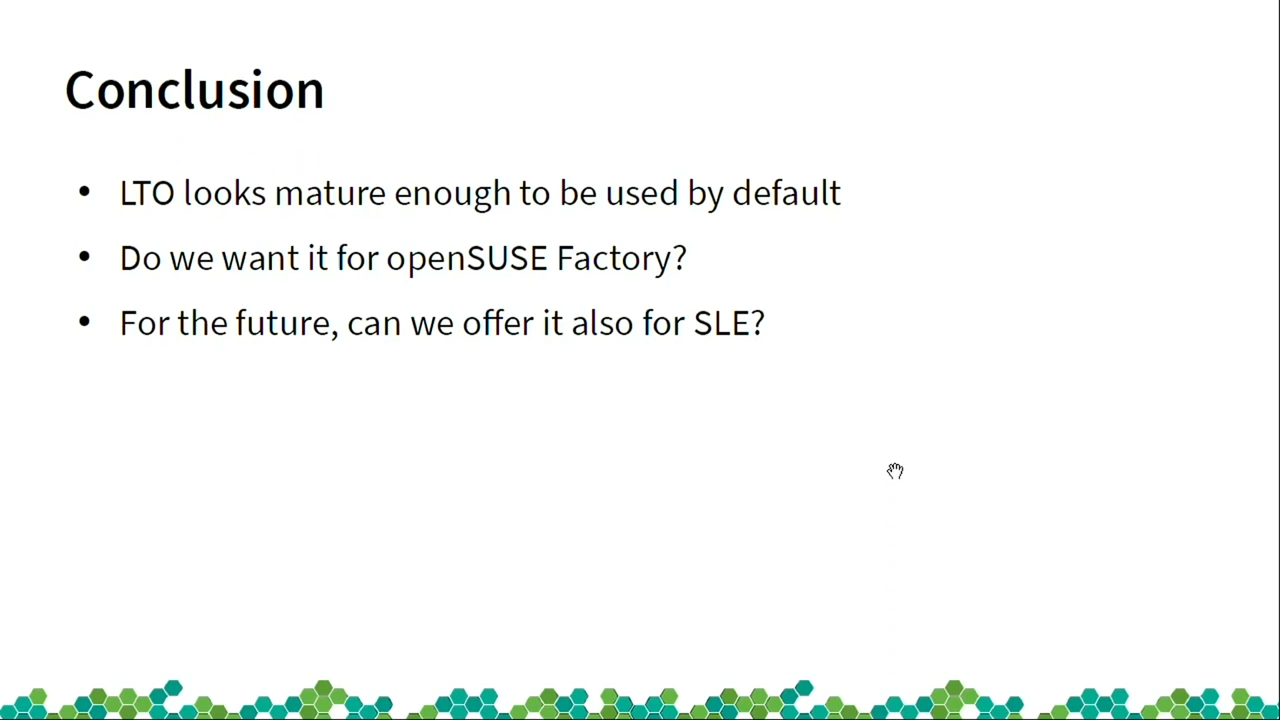 Conclusion
• LTO looks mature enough to be used by default
• Do we want it for openSUSE Factory?
• For the future, can we offer it also for SLE?